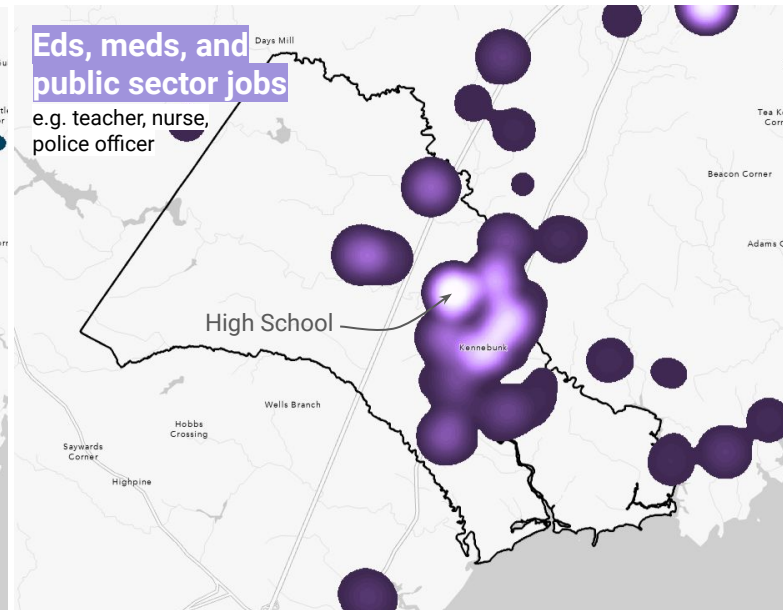 Eds, meds, and
public sector jobs
e.g. teacher, nurse,
police officer
Days Mill
Beacon Corner
High School
Kennebunk
Wells Branch
Hobbs
Crossing
Saywards
Corner
Highpine